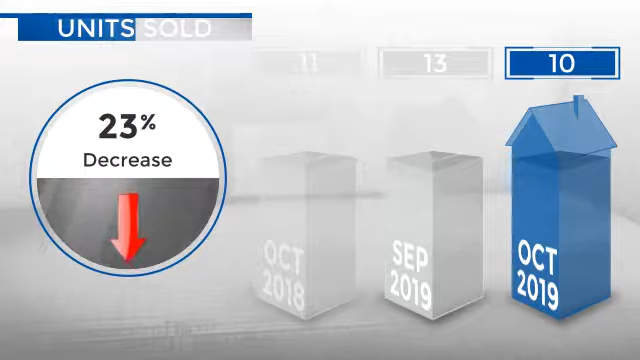 UNITS SOLD
11
13
10
23%
Decrease
OCT
2018
SEP
2019
OCT
2019